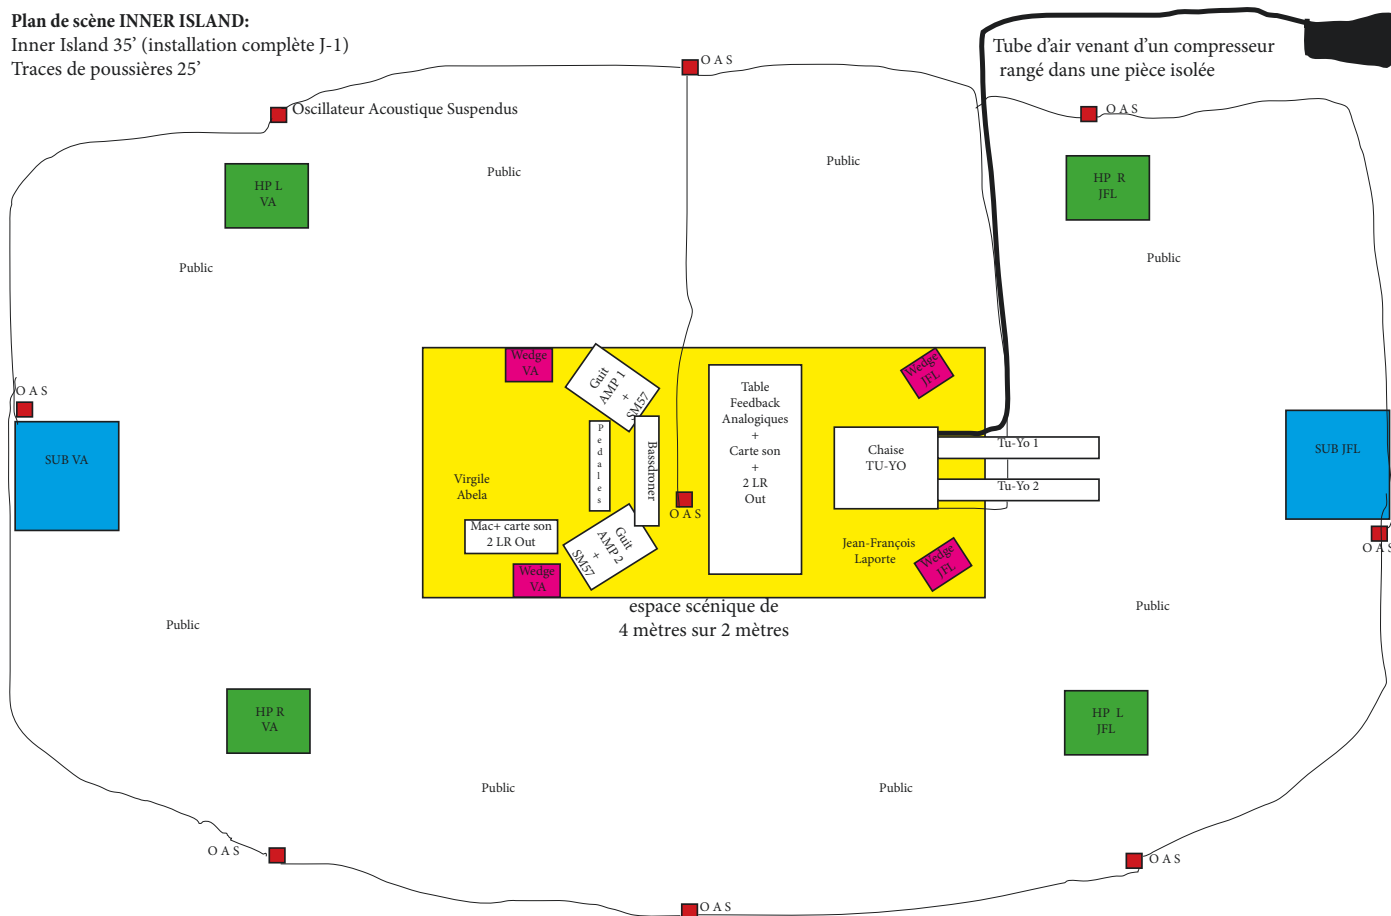 Plan de scène INNER ISLAND:
Inner Island 35’ (installation complète J-1)
Traces de poussières 25’
O A S
Tube d’air venant d’un compresseur
rangé dans une pièce isolée
Oscillateur Acoustique Suspendus
O A S
Public
Public
HP L
VA
HP R
JFL
Public
Public
Wedge
VA
Guit
AMP 1
+
SM57
Wedge
JFL
O A S
Table
Feedback
Analogiques
+
Carte son
+
2 LR
Out
Pedales
Bassdroner
Chaise
TU-YO
Tu-Yo 1
Tu-Yo 2
SUB VA
SUB JFL
Virgile
Abela
O A S
Mac+ carte son
2 LR Out
Guit
AMP 2
+
SM57
Jean-François
Laporte
Wedge
JFL
O A S
Wedge
VA
espace scénique de
4 mètres sur 2 mètres
Public
Public
HP R
VA
HP L
JFL
Public
Public
O A S
O A S
O A S